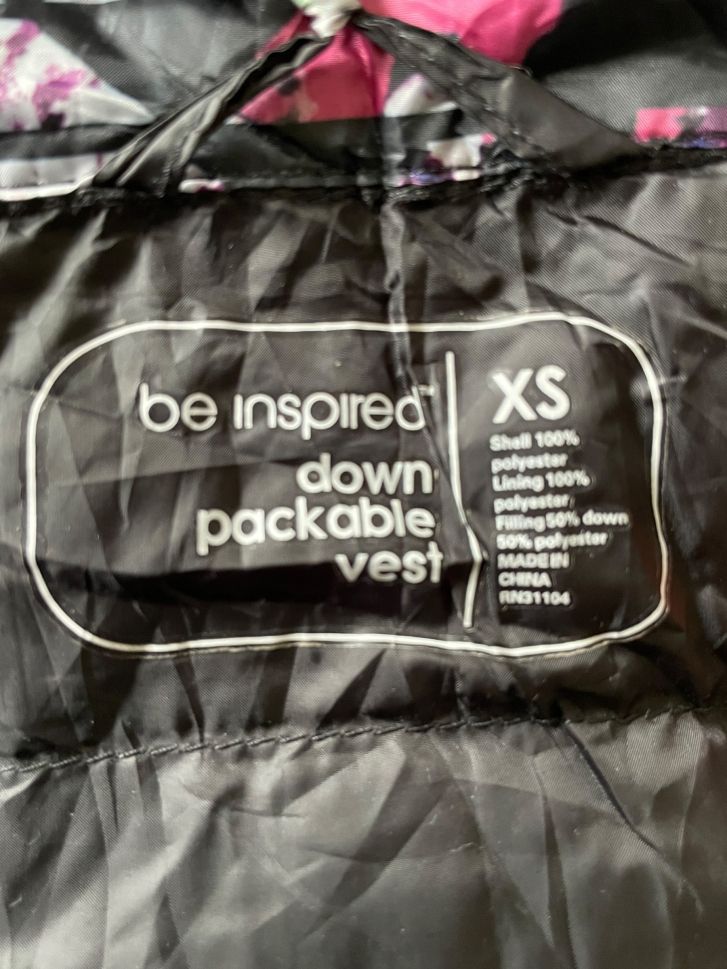 be inspired™
down
packable
vest
XS
Shell 100%
polyester
Lining 100%
polyester
Filling 50% down
50% polyester
MADE IN
CHINA
RN31104